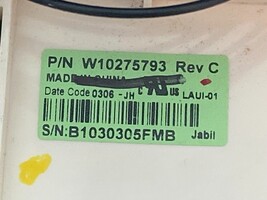 P/N W10275793 Rev C
MADE IN CHINA
Date Code 0306 -JH c US LAUI-01
S/N:B1030305FMB Jabil